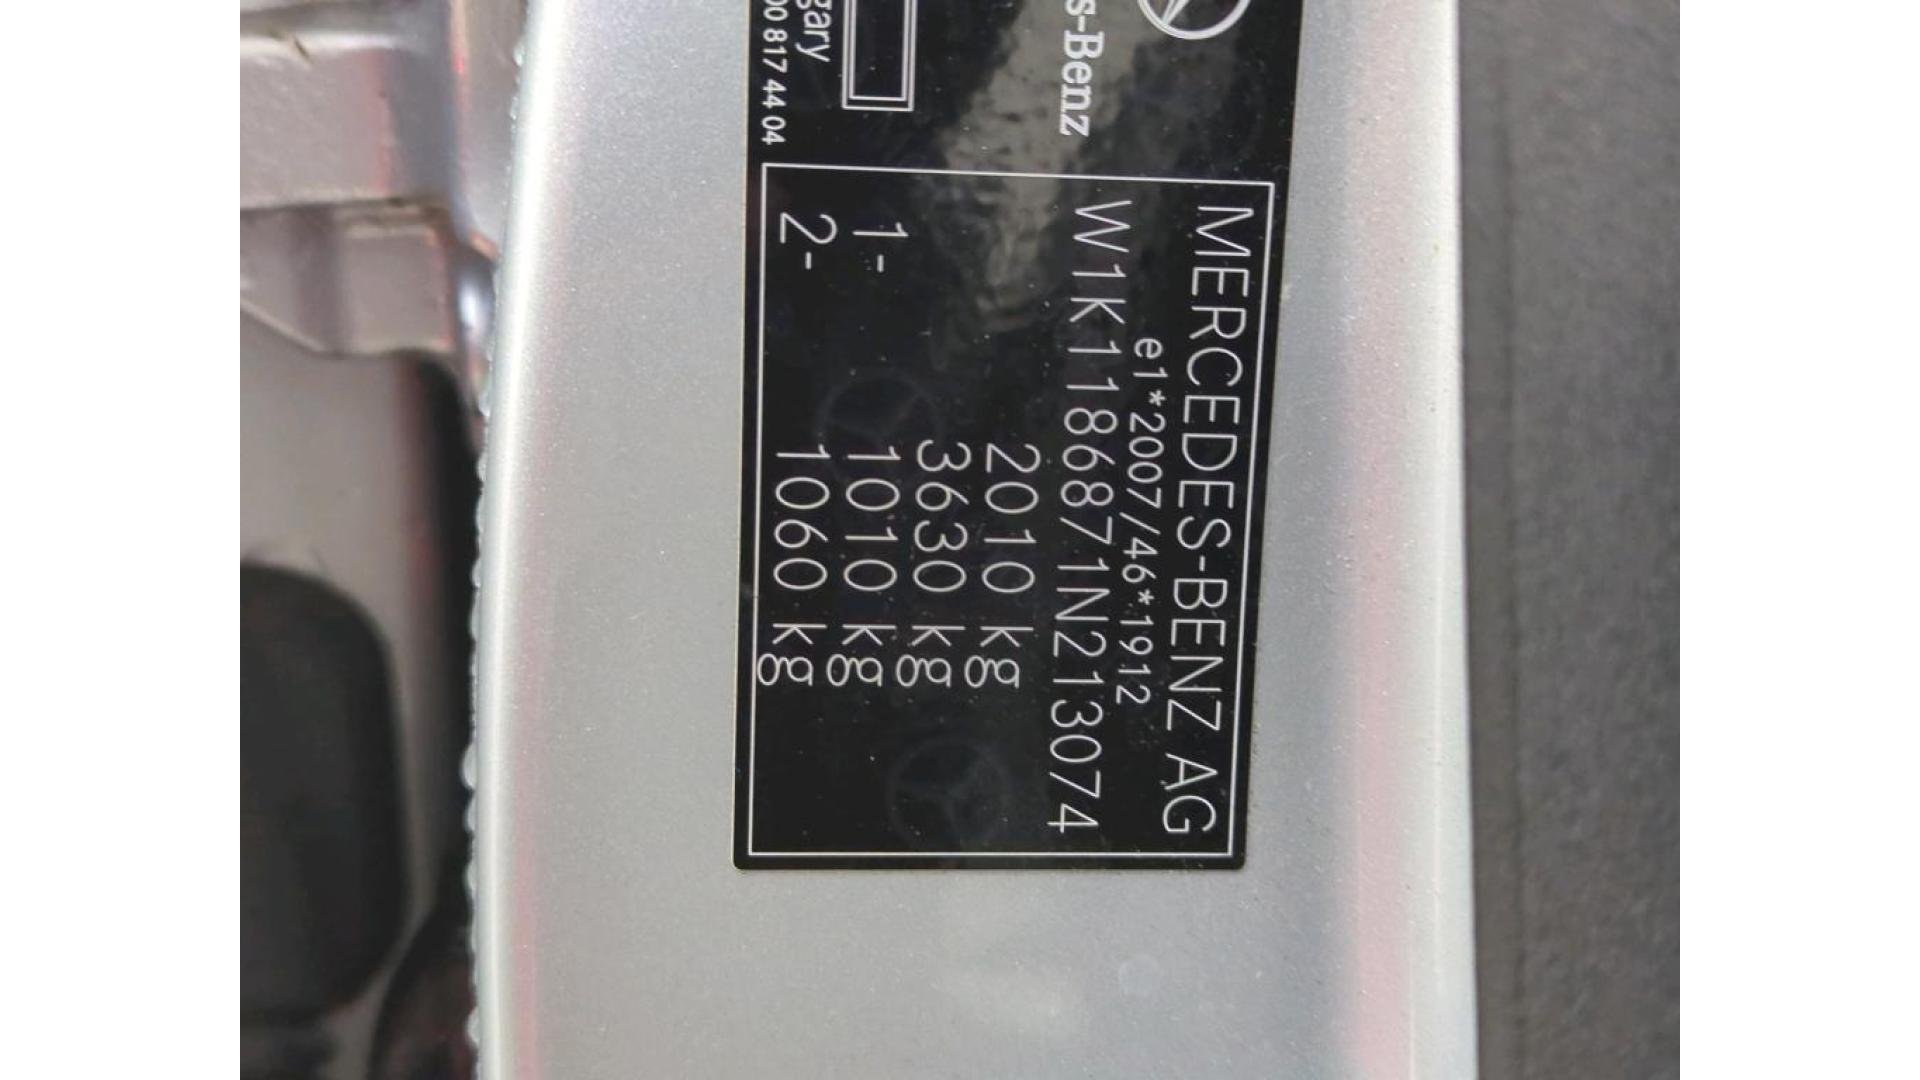 s-Benz
gary
00 817 44 04
MERCEDES-BENZ AG
e1*2007/46*1912
W1K1186871N213074
2010 kg
3630 kg
1- 1010 kg
2- 1060 kg